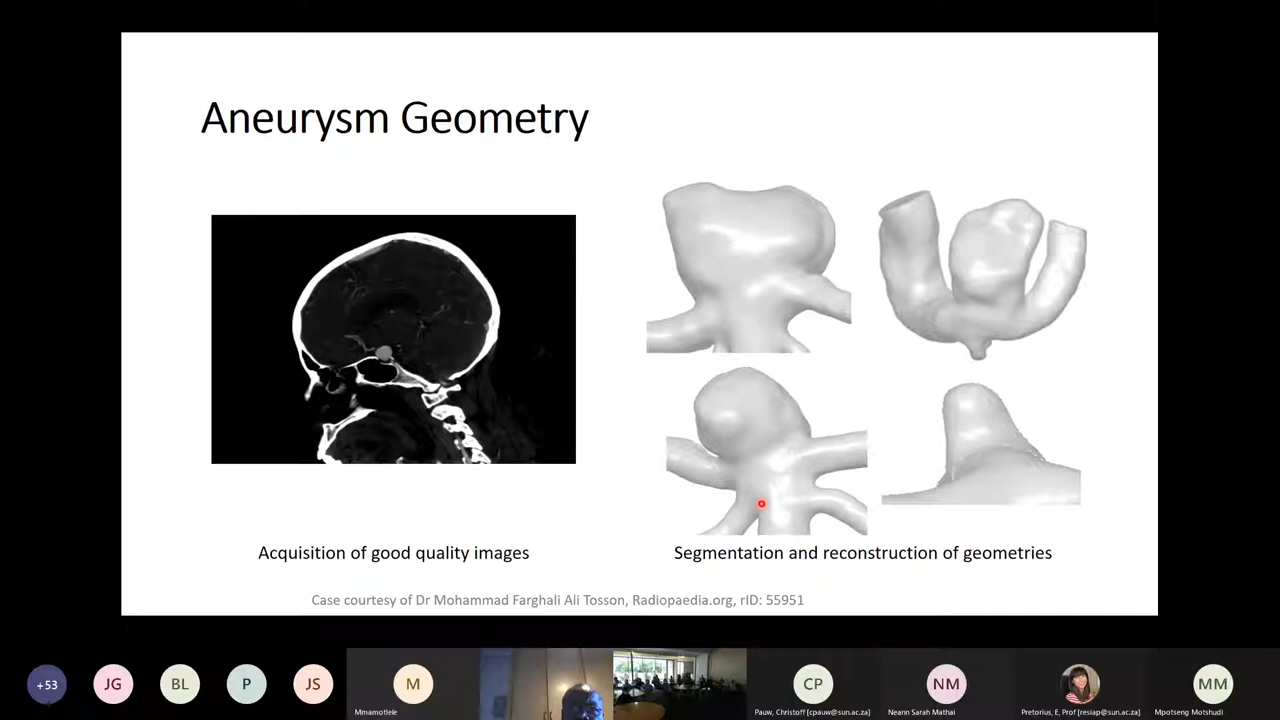 Aneurysm Geometry
Acquisition of good quality images
Segmentation and reconstruction of geometries
Case courtesy of Dr Mohammad Farghali Ali Tosson, Radiopaedia.org, rID: 55951
+53
JG
BL
P
JS
M
CP
NM
MM
Mmamotlele
Pauw, Christoff [cpauw@sun.ac.za]
Neann Sarah Mathai
Pretorius, E, Prof [resiap@sun.ac.za]
Mpotseng Motshudi